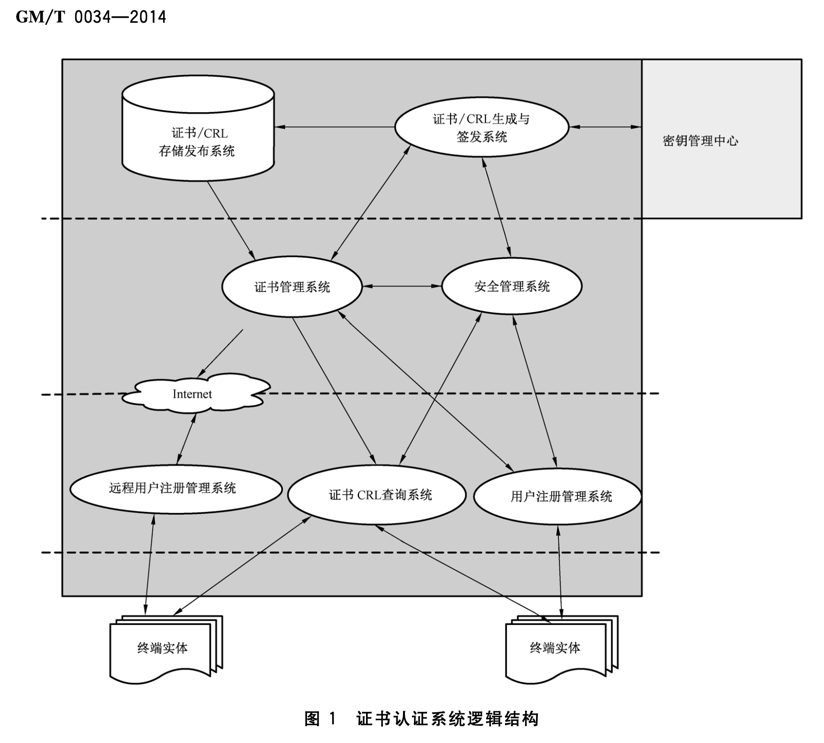 GM/T 0034—2014
证书/CRL
存储发布系统
证书/CRL生成与
签发系统
密钥管理中心
证书管理系统
安全管理系统
Internet
远程用户注册管理系统
证书 CRL查询系统
用户注册管理系统
终端实体
终端实体
图 1 证书认证系统逻辑结构